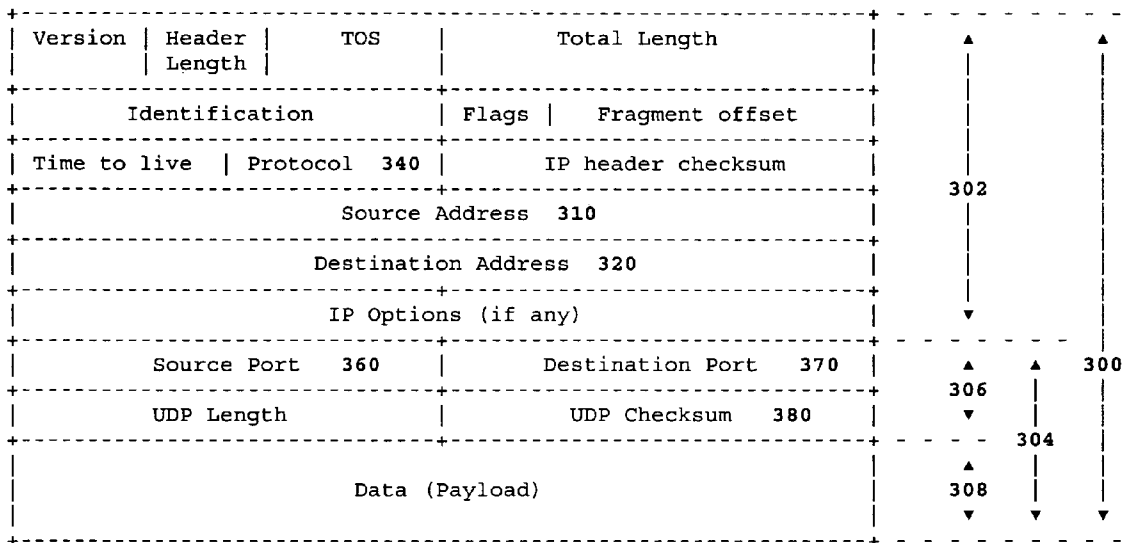 Version | Header | TOS | Total Length
Length
Identification | Flags | Fragment offset
Time to live | Protocol 340 | IP header checksum
302
Source Address 310
Destination Address 320
IP Options (if any)
Source Port 360 | Destination Port 370 300
306
UDP Length | UDP Checksum 380
304
Data (Payload) 308